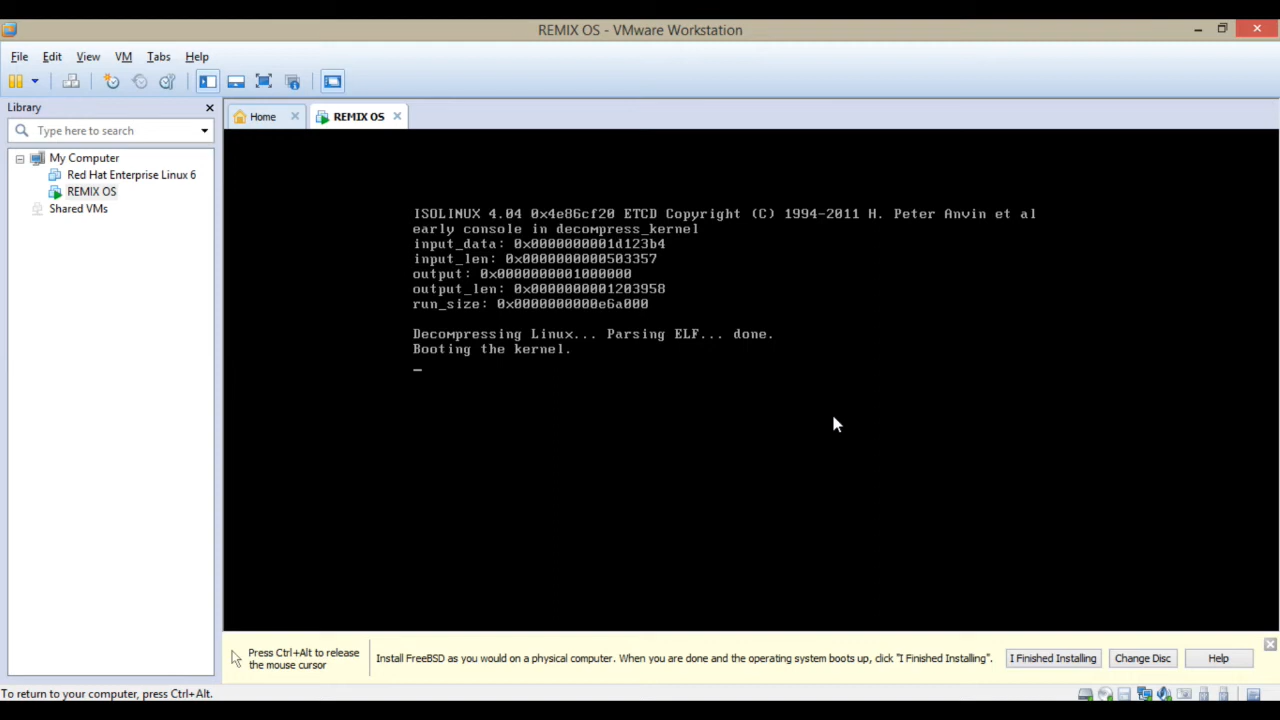 REMIX OS - VMware Workstation
File Edit View VM Tabs Help
Library
Type here to search
My Computer
Red Hat Enterprise Linux 6
REMIX OS
Shared VMs
Home
REMIX OS
ISOLINUX 4.04 0x4e86cf20 ETCD Copyright (C) 1994-2011 H. Peter Anvin et al
early console in decompress_kernel
input_data: 0x0000000001d123b4
input_len: 0x0000000000503357
output: 0x0000000001000000
output_len: 0x0000000001203958
run_size: 0x0000000000e6a000
Decompressing Linux... Parsing ELF... done.
Booting the kernel.
Press Ctrl+Alt to release
the mouse cursor
Install FreeBSD as you would on a physical computer. When you are done and the operating system boots up, click "I Finished Installing".
I Finished Installing
Change Disc
Help
To return to your computer, press Ctrl+Alt.